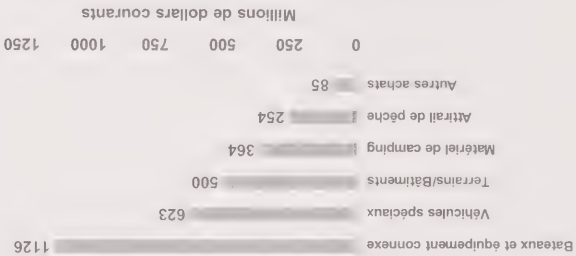 Bateaux et équipement connexe 1126
Véhicules spéciaux 623
Terrains/Bâtiments 500
Matériel de camping 364
Attirail de pêche 254
Autres achats 85
0 250 500 750 1000 1250
Millions de dollars courants